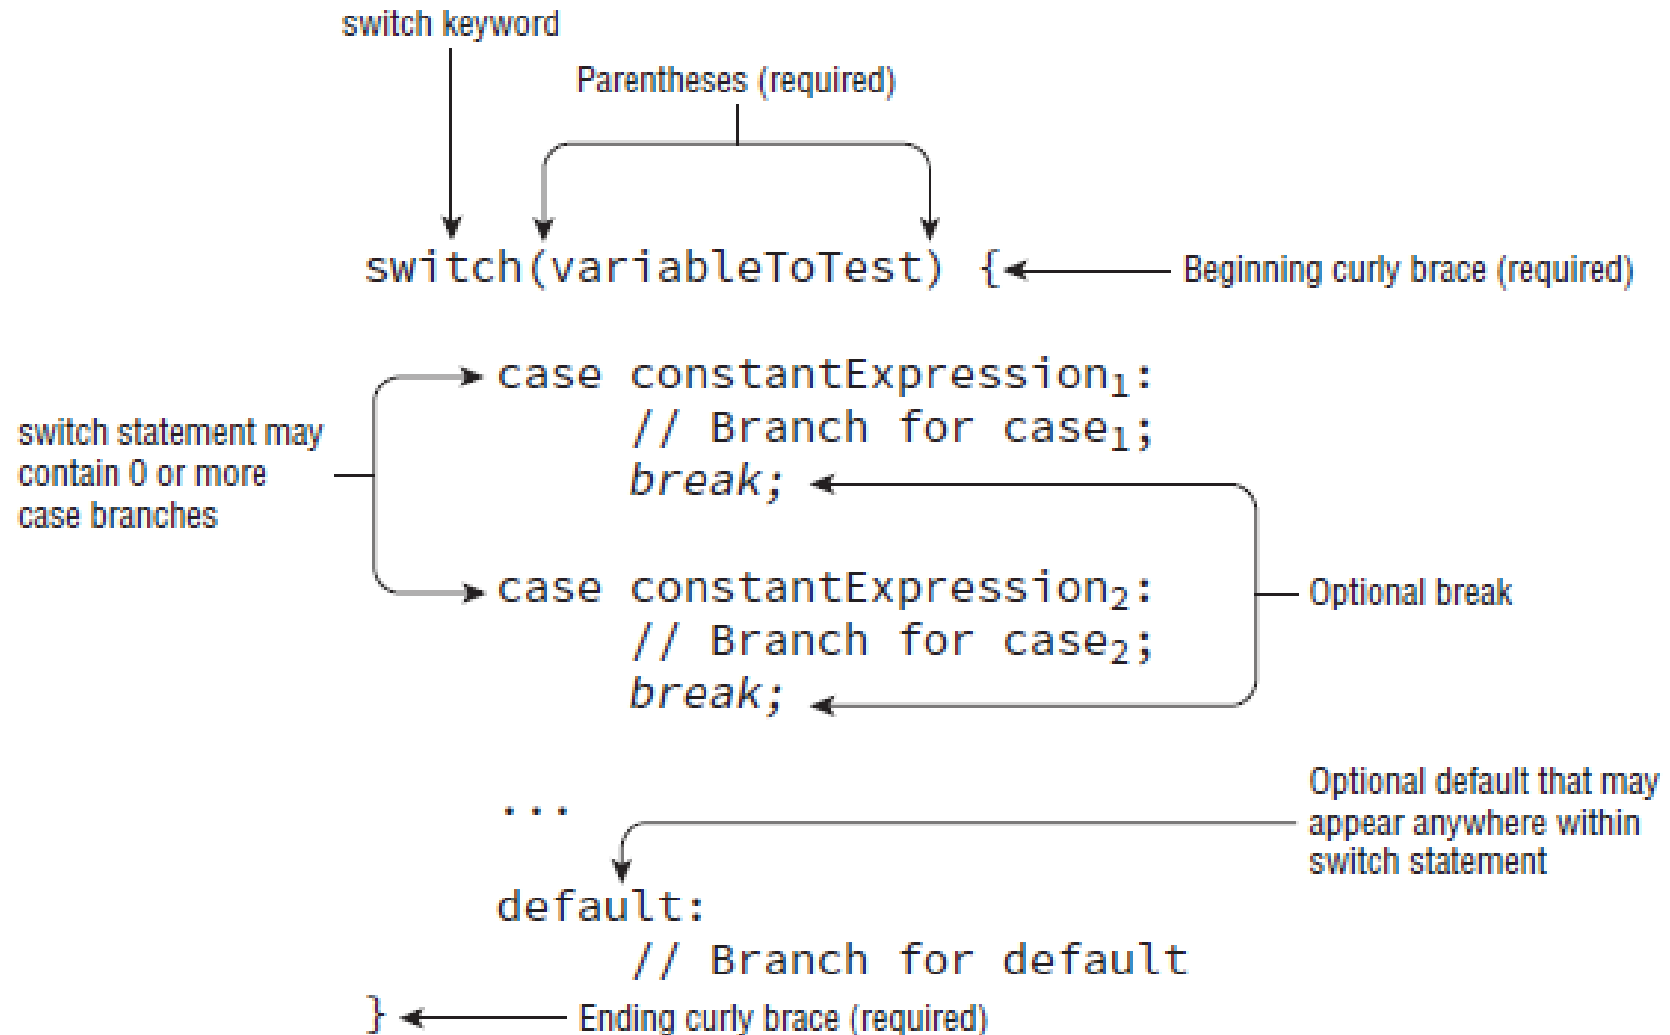 switch keyword
Parentheses (required)
switch(variableToTest) {
Beginning curly brace (required)
case constantExpression₁:
// Branch for case₁;
break;
switch statement may
contain 0 or more
case branches
case constantExpression₂:
// Branch for case₂;
break;
Optional break
...
Optional default that may
appear anywhere within
switch statement
default:
// Branch for default
}
Ending curly brace (required)